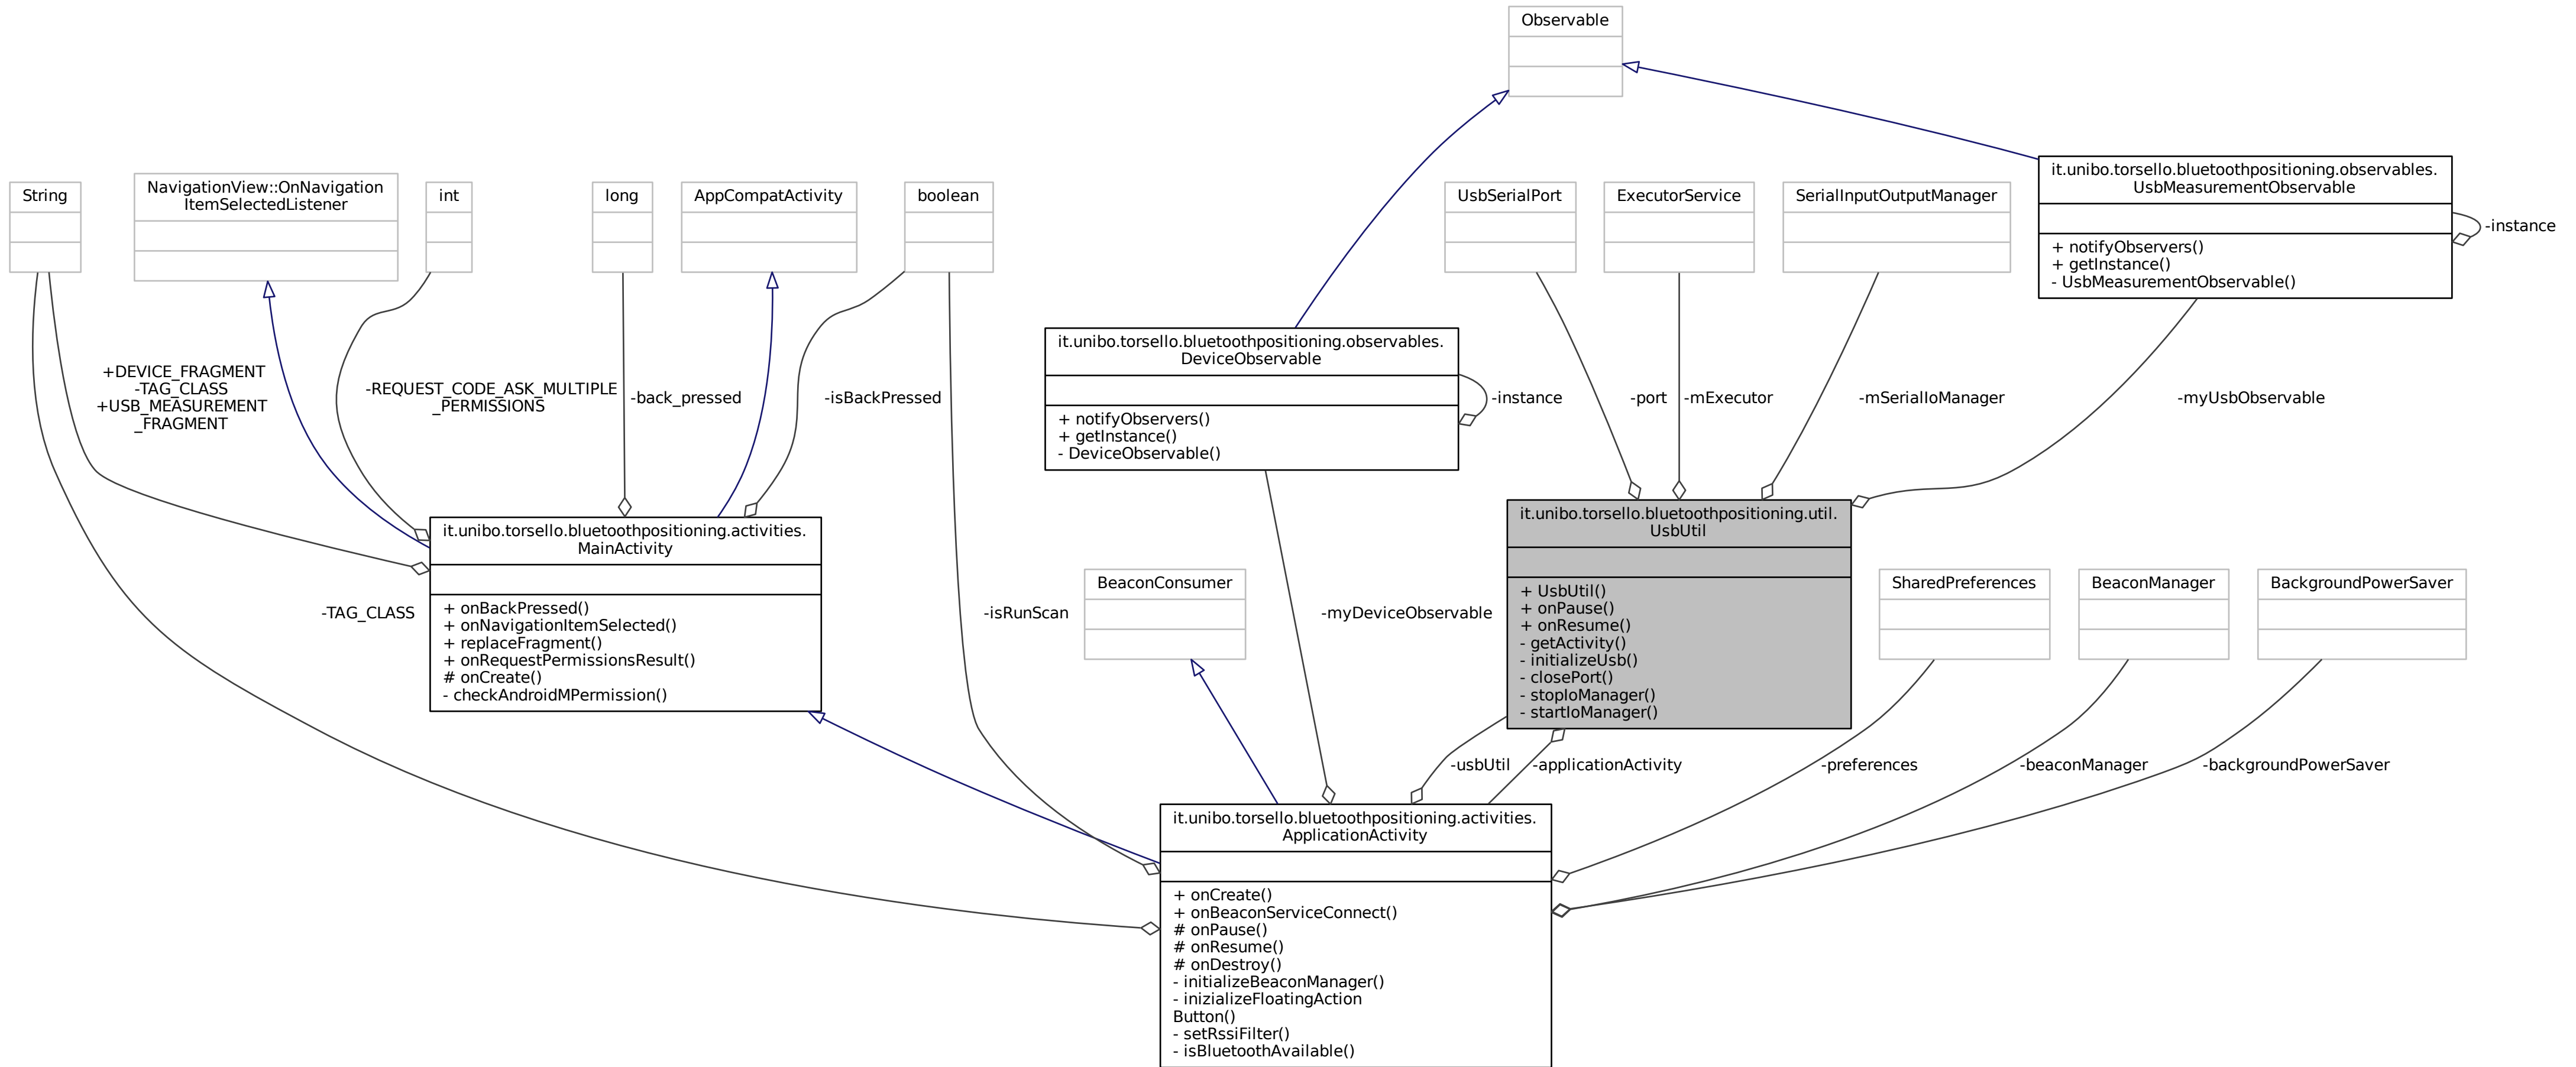 Observable
it.unibo.torsello.bluetoothpositioning.observables.
UsbMeasurementObservable
+ notifyObservers()
+ getInstance()
- UsbMeasurementObservable()
-instance
String
NavigationView::OnNavigation
ItemSelectedListener
int
long
AppCompatActivity
boolean
UsbSerialPort
ExecutorService
SerialInputOutputManager
it.unibo.torsello.bluetoothpositioning.observables.
DeviceObservable
+ notifyObservers()
+ getInstance()
- DeviceObservable()
-instance
+DEVICE_FRAGMENT
-TAG_CLASS
+USB_MEASUREMENT
_FRAGMENT
-REQUEST_CODE_ASK_MULTIPLE
_PERMISSIONS
-back_pressed
-isBackPressed
-port
-mExecutor
-mSerialIoManager
-myUsbObservable
it.unibo.torsello.bluetoothpositioning.activities.
MainActivity
+ onBackPressed()
+ onNavigationItemSelected()
+ replaceFragment()
+ onRequestPermissionsResult()
# onCreate()
- checkAndroidMPermission()
it.unibo.torsello.bluetoothpositioning.util.
UsbUtil
+ UsbUtil()
+ onPause()
+ onResume()
- getActivity()
- initializeUsb()
- closePort()
- stopIoManager()
- startIoManager()
BeaconConsumer
SharedPreferences
BeaconManager
BackgroundPowerSaver
-TAG_CLASS
-isRunScan
-myDeviceObservable
-usbUtil
-applicationActivity
-preferences
-beaconManager
-backgroundPowerSaver
it.unibo.torsello.bluetoothpositioning.activities.
ApplicationActivity
+ onCreate()
+ onBeaconServiceConnect()
# onPause()
# onResume()
# onDestroy()
- initializeBeaconManager()
- inizializeFloatingAction
Button()
- setRssiFilter()
- isBluetoothAvailable()